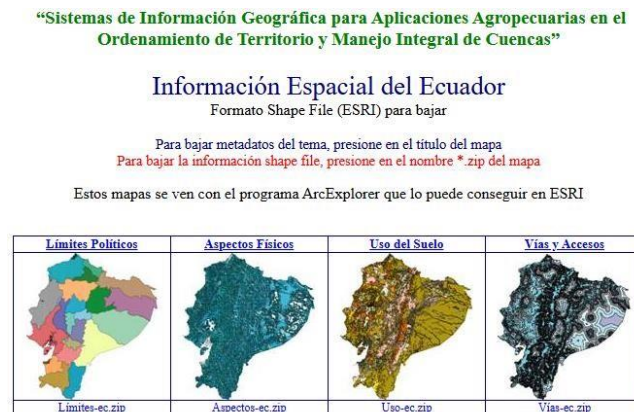 “Sistemas de Información Geográfica para Aplicaciones Agropecuarias en el
Ordenamiento de Territorio y Manejo Integral de Cuencas”
Información Espacial del Ecuador
Formato Shape File (ESRI) para bajar
Para bajar metadatos del tema, presione en el título del mapa
Para bajar la información shape file, presione en el nombre *.zip del mapa
Estos mapas se ven con el programa ArcExplorer que lo puede conseguir en ESRI
Límites Políticos Aspectos Físicos Uso del Suelo Vías y Accesos
Límites-ec.zip Aspectos-ec.zip Uso-ec.zip Vías-ec.zip